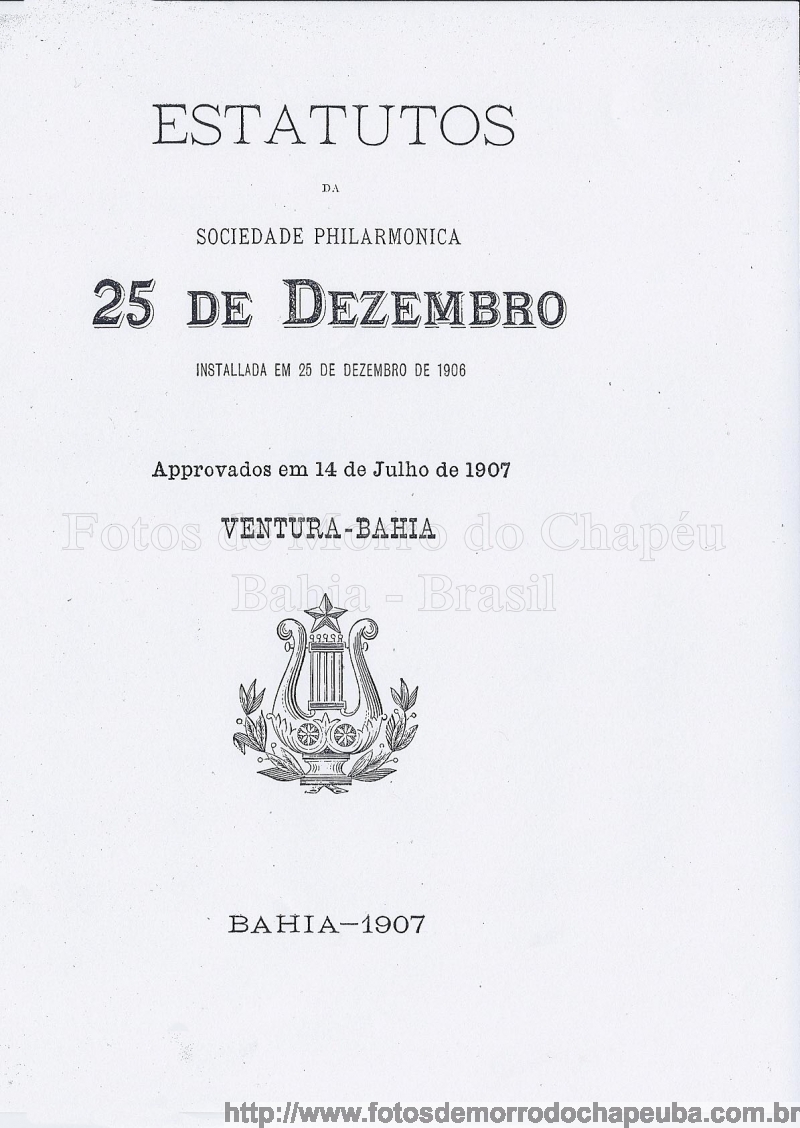 ESTATUTOS
DA
SOCIEDADE PHILARMONICA
25 DE DEZEMBRO
INSTALLADA EM 25 DE DEZEMBRO DE 1906
Approvados em 14 de Julho de 1907
VENTURA-BAHIA
Fotos de Morro do Chapéu
Bahia - Brasil
BAHIA—1907
http://www.fotosdemorrodochapeuba.com.br